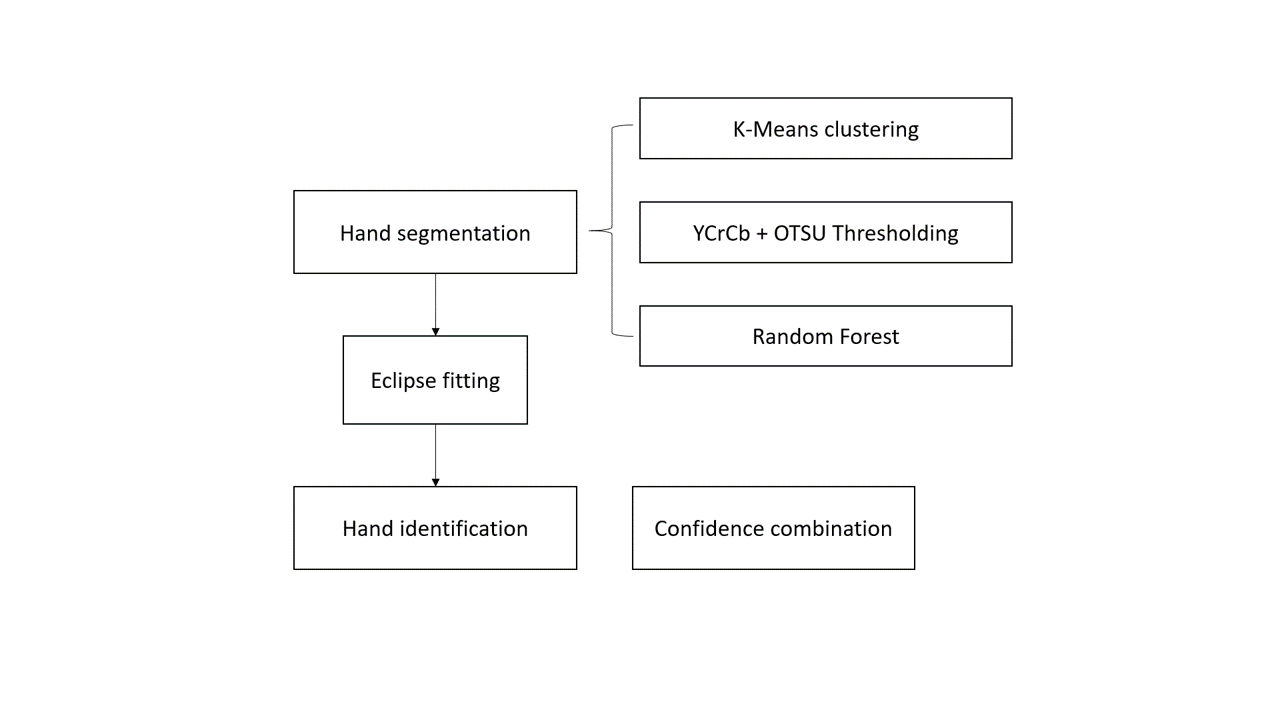 K-Means clustering
Hand segmentation
YCrCb + OTSU Thresholding
Random Forest
Eclipse fitting
Hand identification
Confidence combination